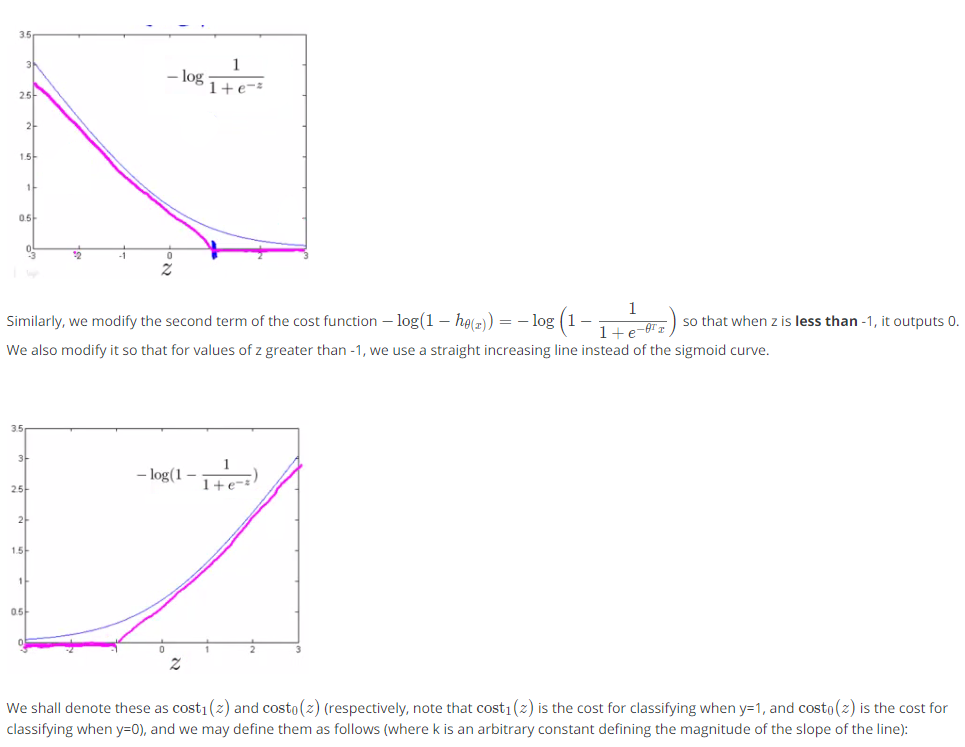 3.5
3
2.5
2
1.5
1
0.5
0
-3 -2 -1 0 2 3
− log 1 / (1 + e^{−z})
z
Similarly, we modify the second term of the cost function − log(1 − h_{θ(x)}) = − log (1 − 1 / (1 + e^{−θ^T x})) so that when z is less than -1, it outputs 0.
We also modify it so that for values of z greater than -1, we use a straight increasing line instead of the sigmoid curve.
3.5
3
2.5
2
1.5
1
0.5
0
-3 -2 -1 0 1 2 3
− log(1 − 1 / (1 + e^{−z}))
z
We shall denote these as cost₁(z) and cost₀(z) (respectively, note that cost₁(z) is the cost for classifying when y=1, and cost₀(z) is the cost for
classifying when y=0), and we may define them as follows (where k is an arbitrary constant defining the magnitude of the slope of the line):